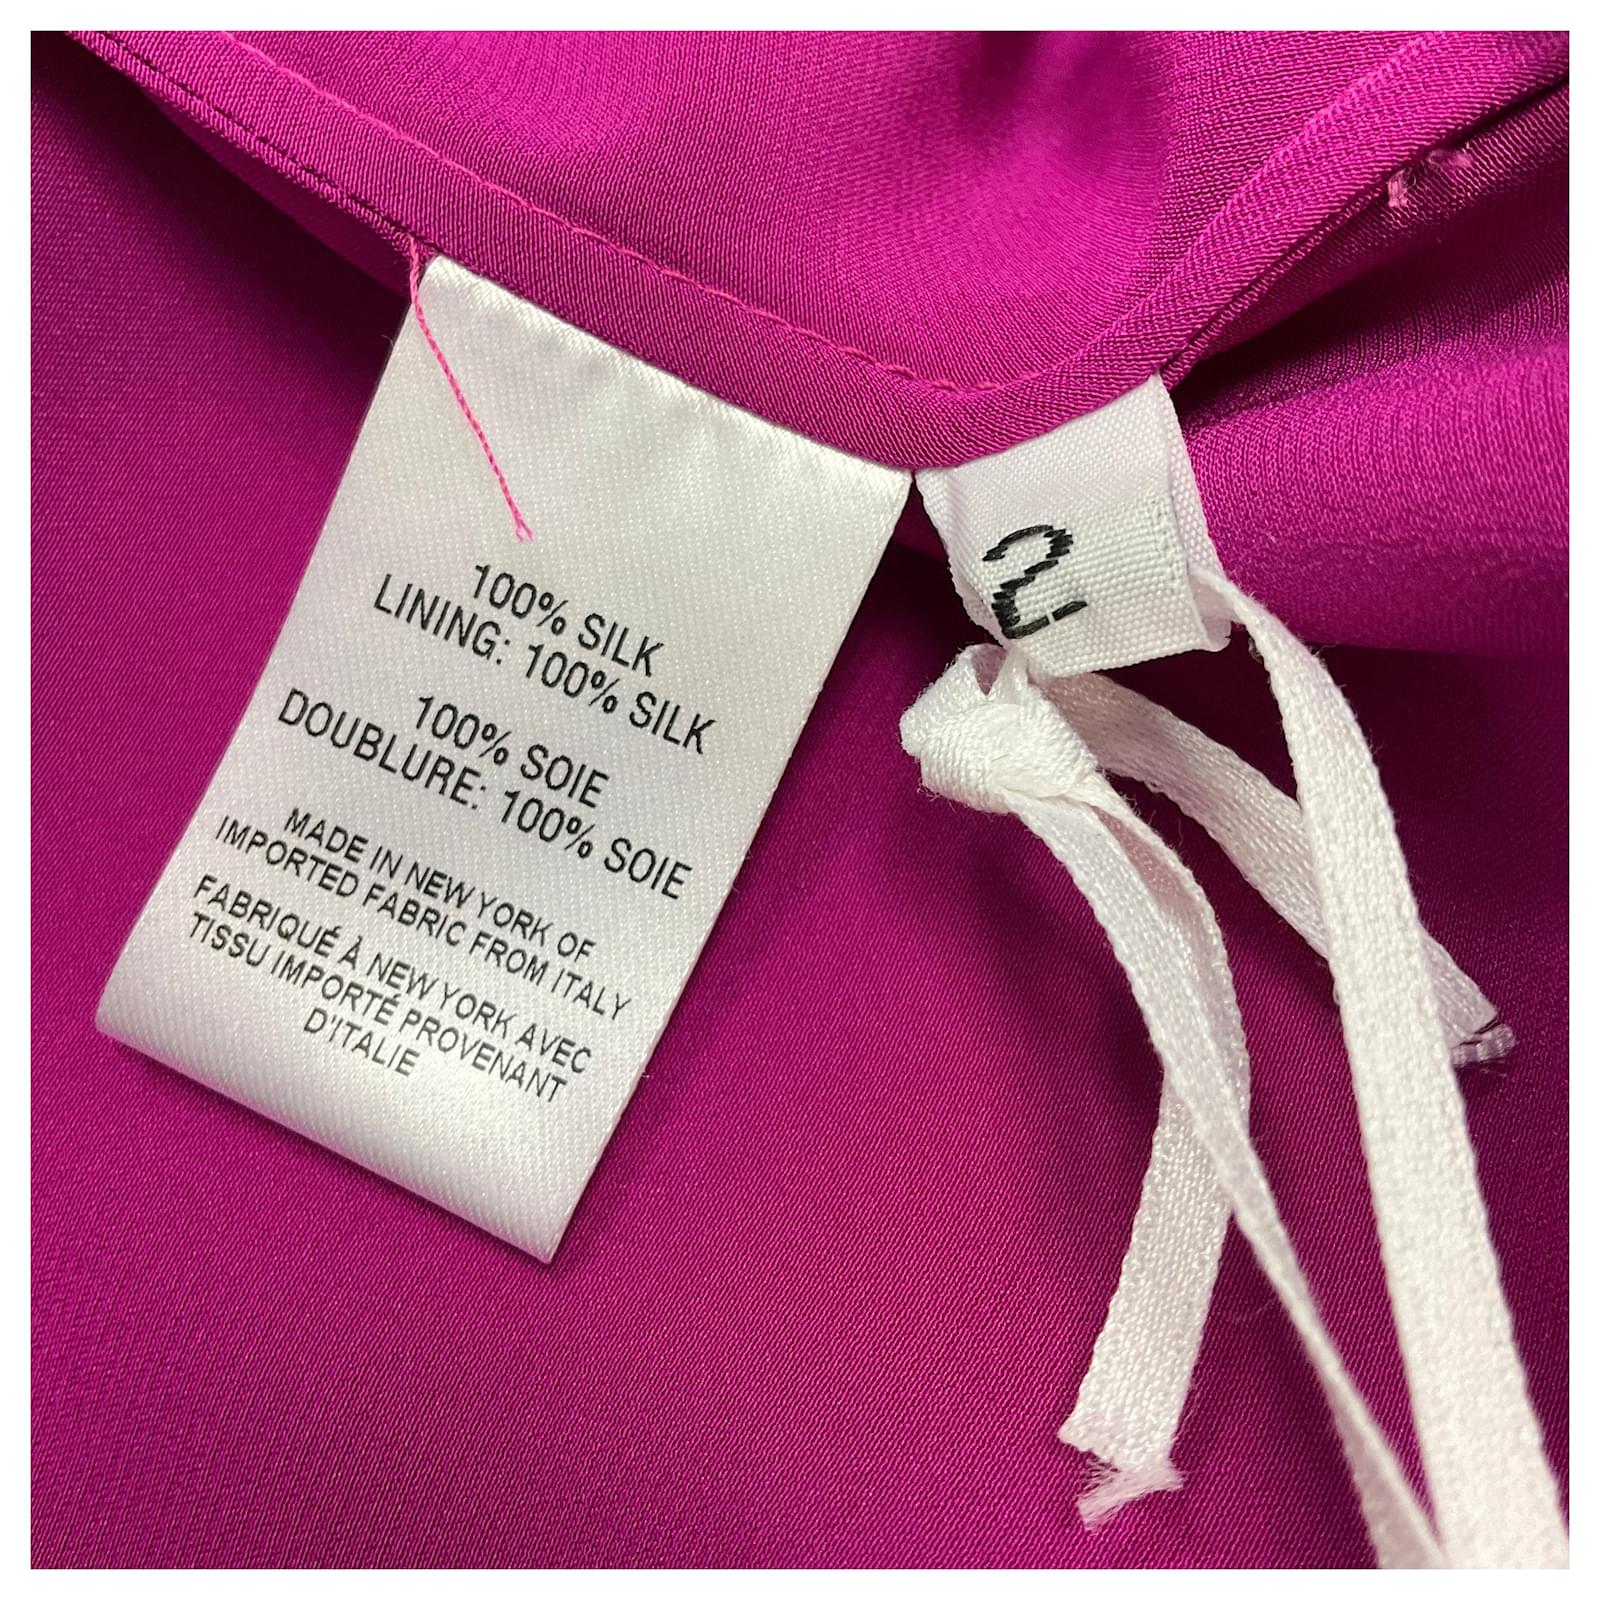 100% SILK
LINING: 100% SILK
100% SOIE
DOUBLURE: 100% SOIE
MADE IN NEW YORK OF
IMPORTED FABRIC FROM ITALY
FABRIQUÉ À NEW YORK AVEC
TISSU IMPORTÉ PROVENANT
D'ITALIE
2